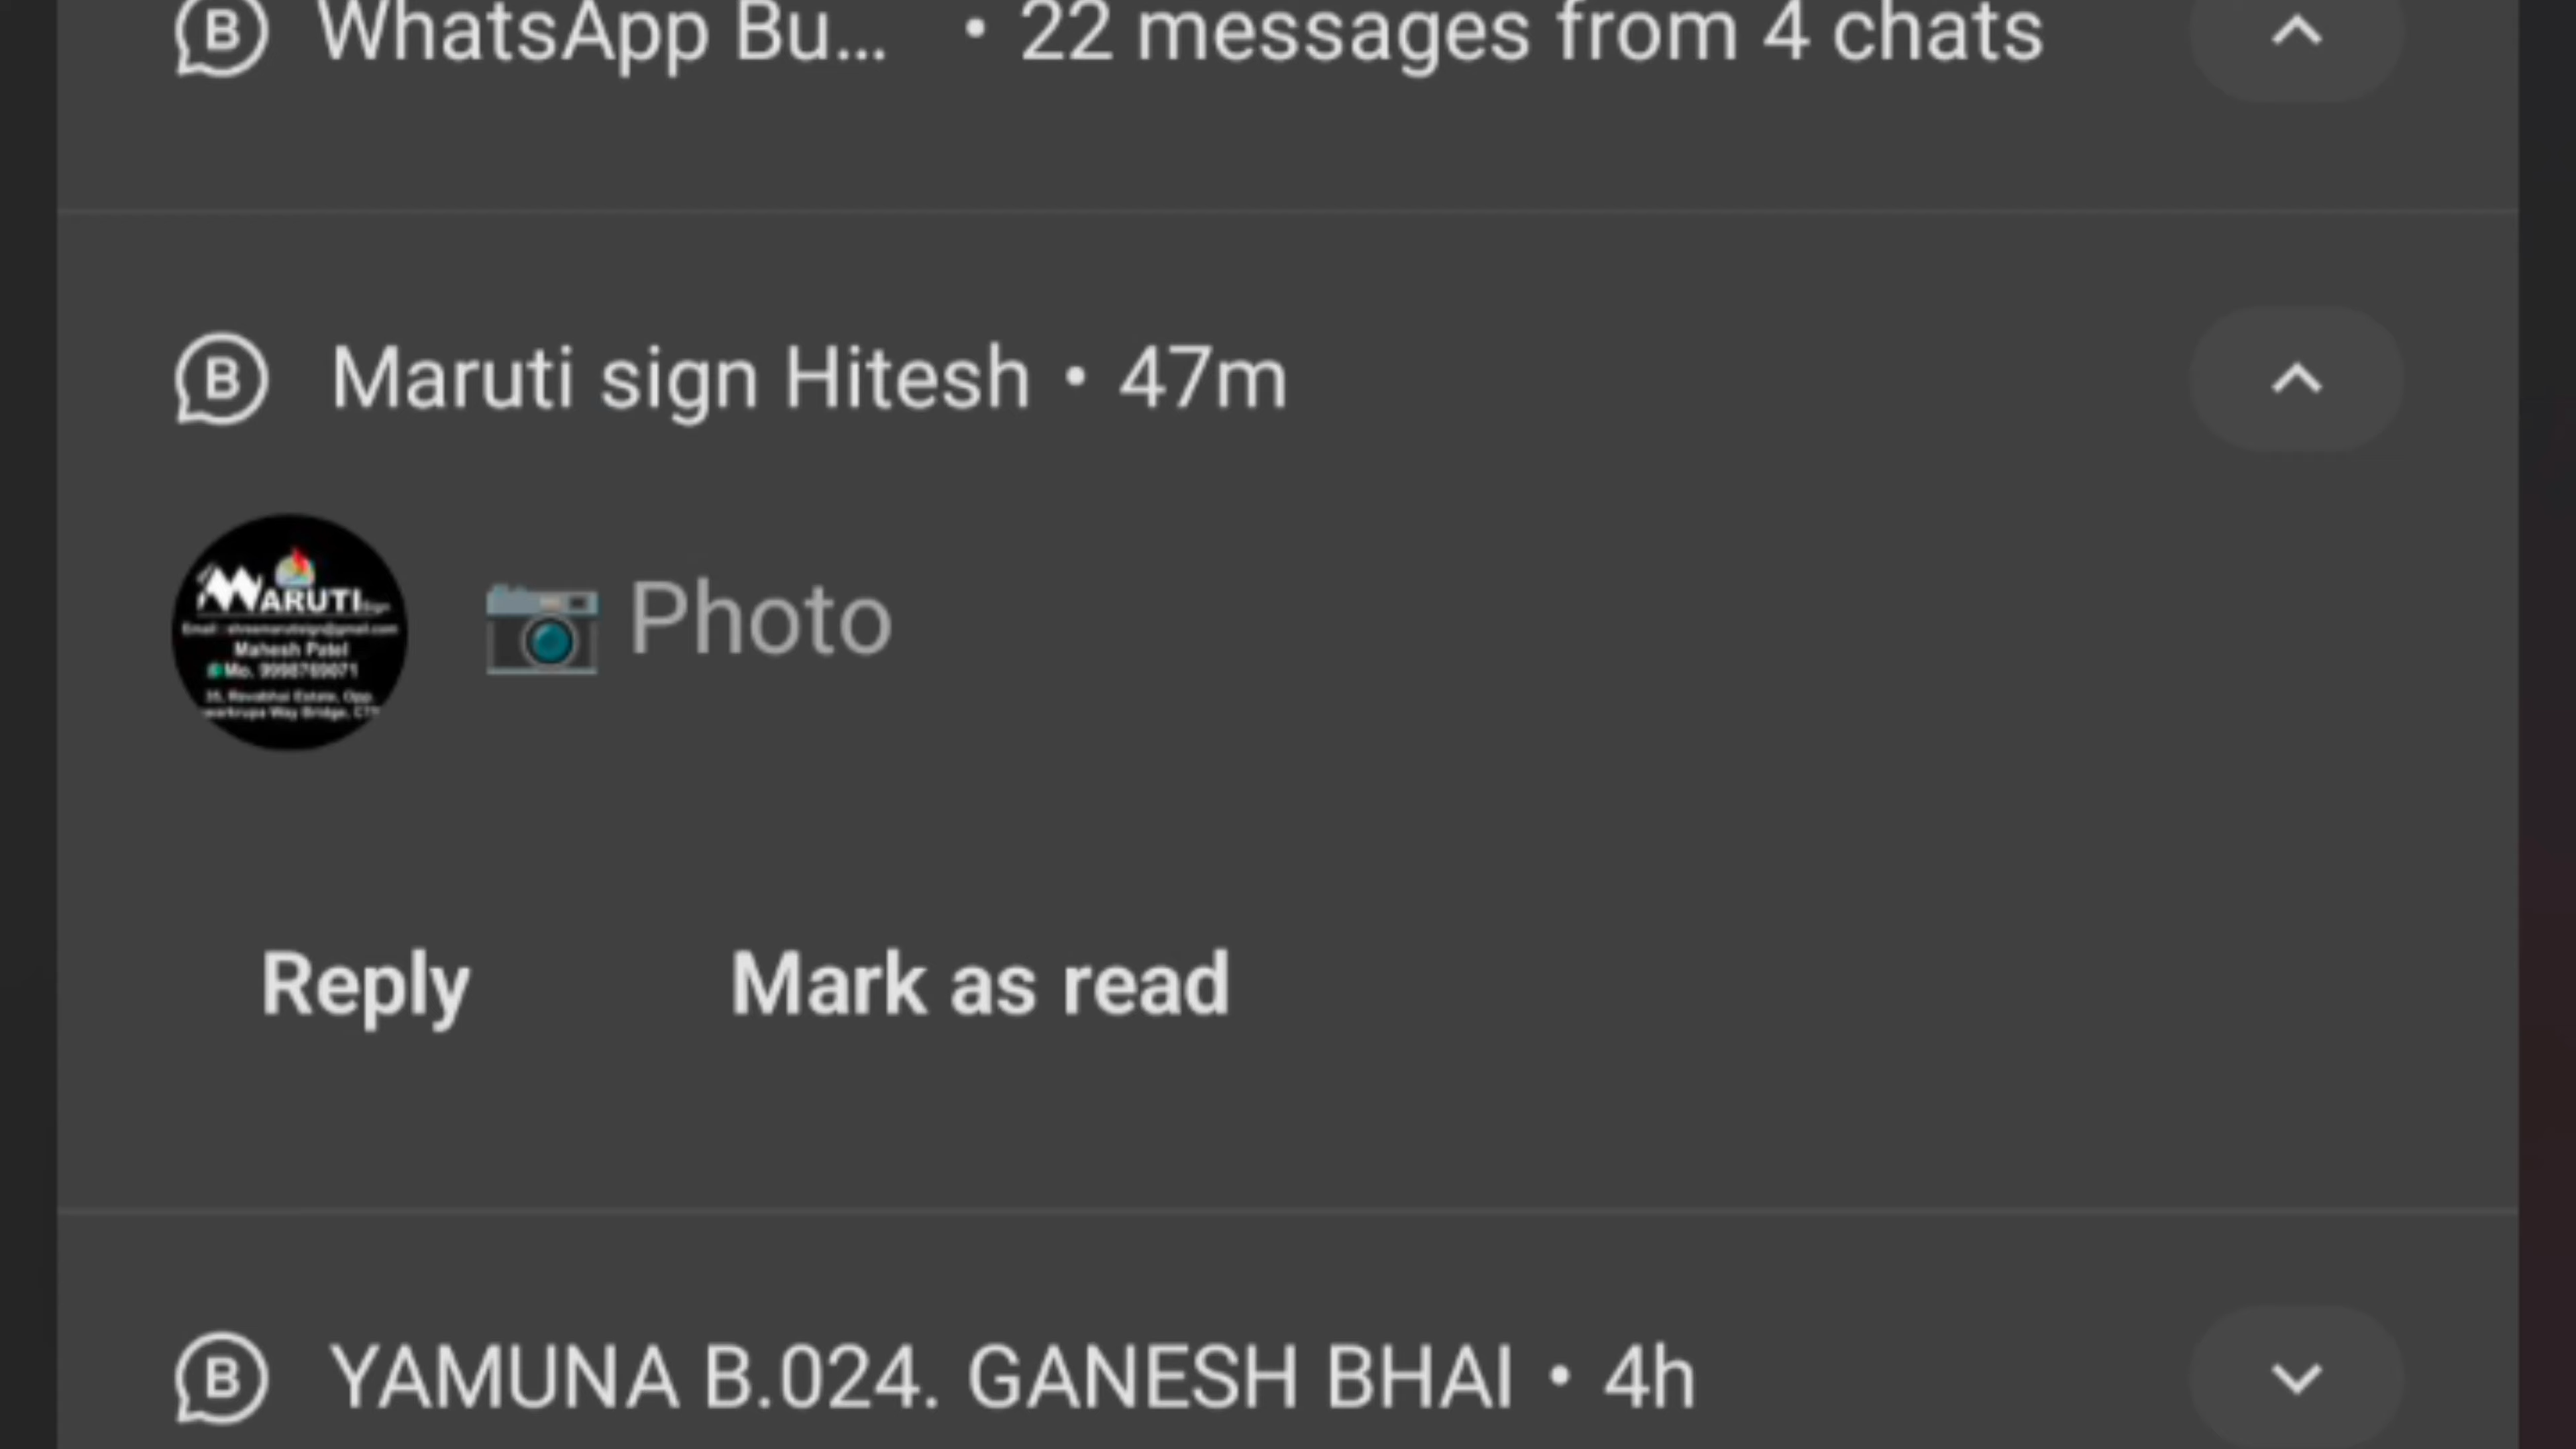 WhatsApp Bu... • 22 messages from 4 chats
Maruti sign Hitesh • 47m
MARUTI Sign
Mahesh Patel
Photo
Reply Mark as read
YAMUNA B.024. GANESH BHAI • 4h